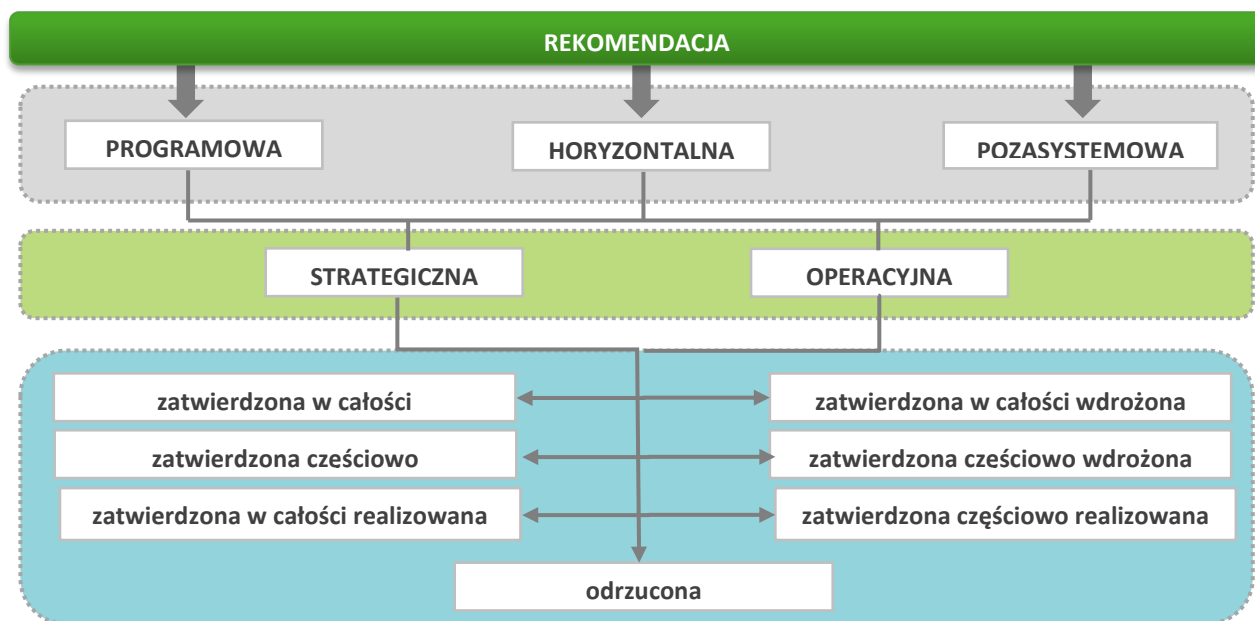 REKOMENDACJA
PROGRAMOWA
HORYZONTALNA
POZASYSTEMOWA
STRATEGICZNA
OPERACYJNA
zatwierdzona w całości
zatwierdzona w całości wdrożona
zatwierdzona cześciowo
zatwierdzona cześciowo wdrożona
zatwierdzona w całości realizowana
zatwierdzona częściowo realizowana
odrzucona